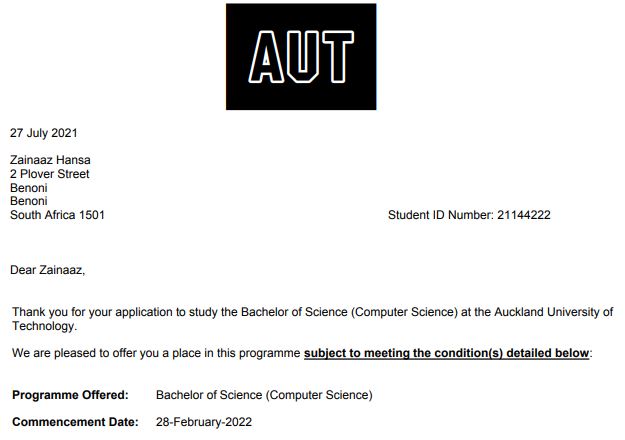 AUT
27 July 2021
Zainaaz Hansa
2 Plover Street
Benoni
Benoni
South Africa 1501
Student ID Number: 21144222
Dear Zainaaz,
Thank you for your application to study the Bachelor of Science (Computer Science) at the Auckland University of
Technology.
We are pleased to offer you a place in this programme subject to meeting the condition(s) detailed below:
Programme Offered: Bachelor of Science (Computer Science)
Commencement Date: 28-February-2022